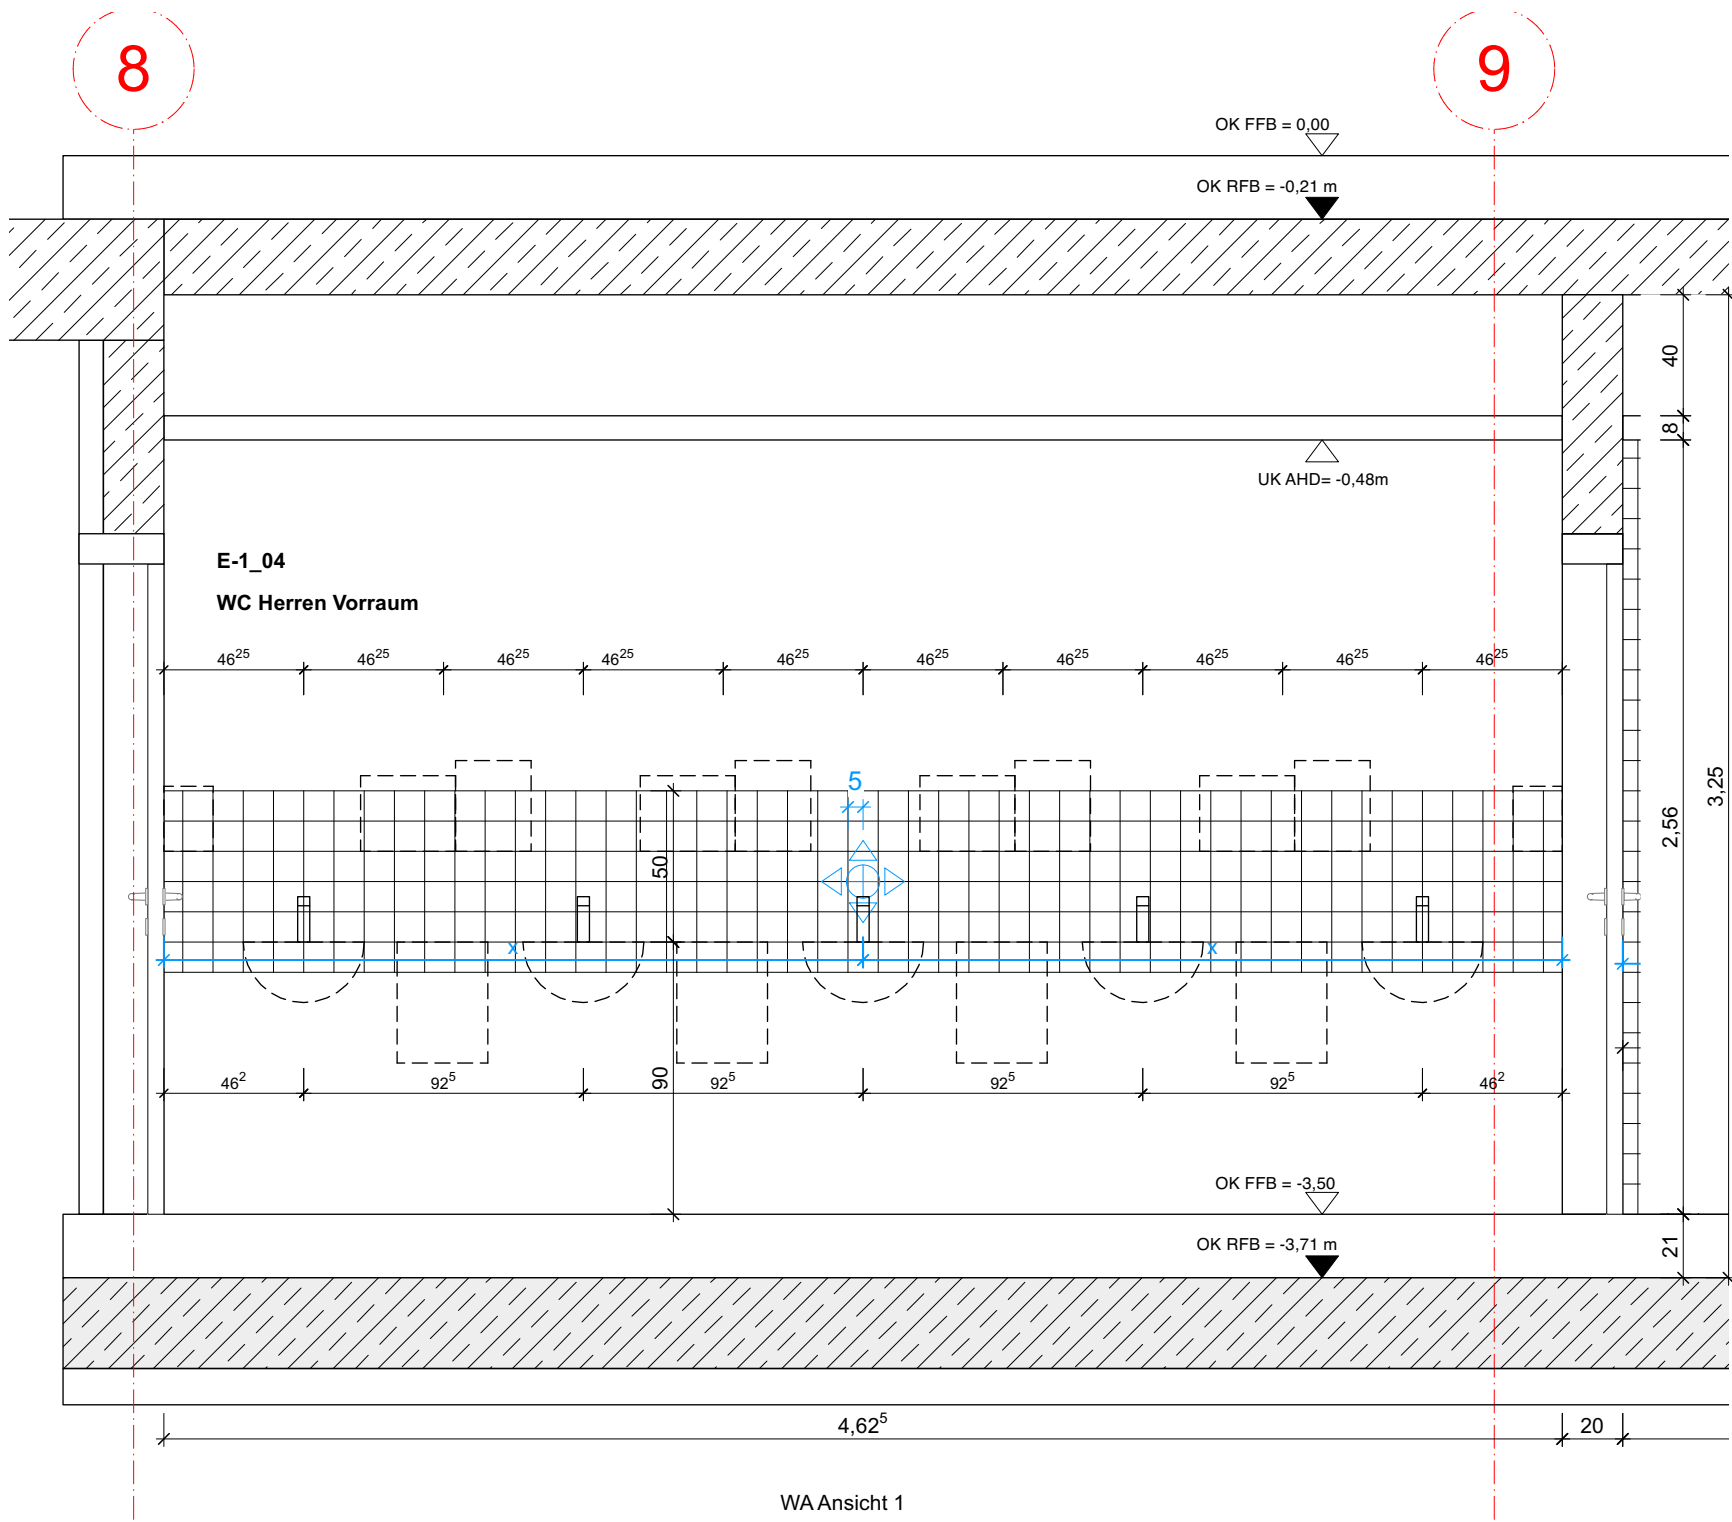 8
9
OK FFB = 0,00
OK RFB = -0,21 m
40
8
UK AHD= -0,48m
E-1_04
WC Herren Vorraum
46²⁵ 46²⁵ 46²⁵ 46²⁵ 46²⁵ 46²⁵ 46²⁵ 46²⁵ 46²⁵ 46²⁵
5
3,25
2,56
50
x x
90
46² 92⁵ 92⁵ 92⁵ 92⁵ 46²
OK FFB = -3,50
OK RFB = -3,71 m
21
4,62⁵ 20
WA Ansicht 1